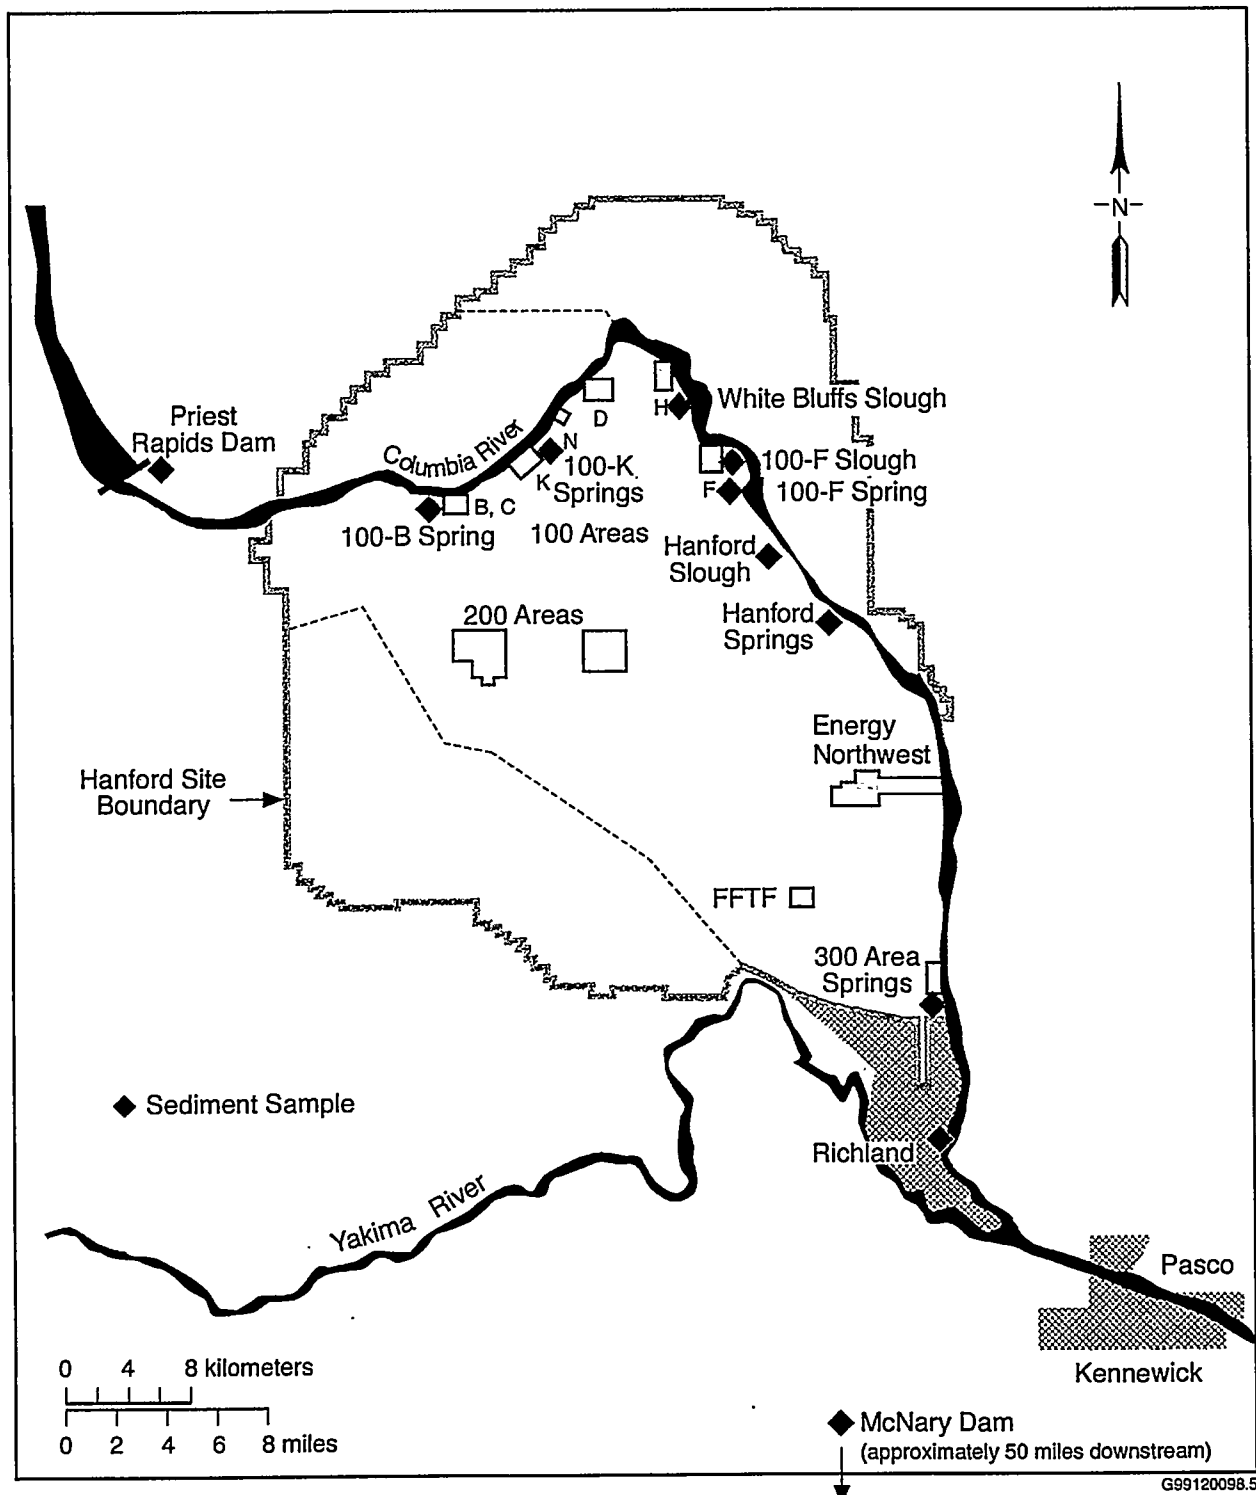 N
Priest
Rapids Dam
Columbia River
D
H
White Bluffs Slough
N
K
100-K
Springs
100-F Slough
F
100-F Spring
B, C
100-B Spring
100 Areas
Hanford
Slough
200 Areas
Hanford
Springs
Energy
Northwest
Hanford Site
Boundary
FFTF
300 Area
Springs
Sediment Sample
Richland
Yakima River
Pasco
Kennewick
0 4 8 kilometers
0 2 4 6 8 miles
McNary Dam
(approximately 50 miles downstream)
G99120098.5